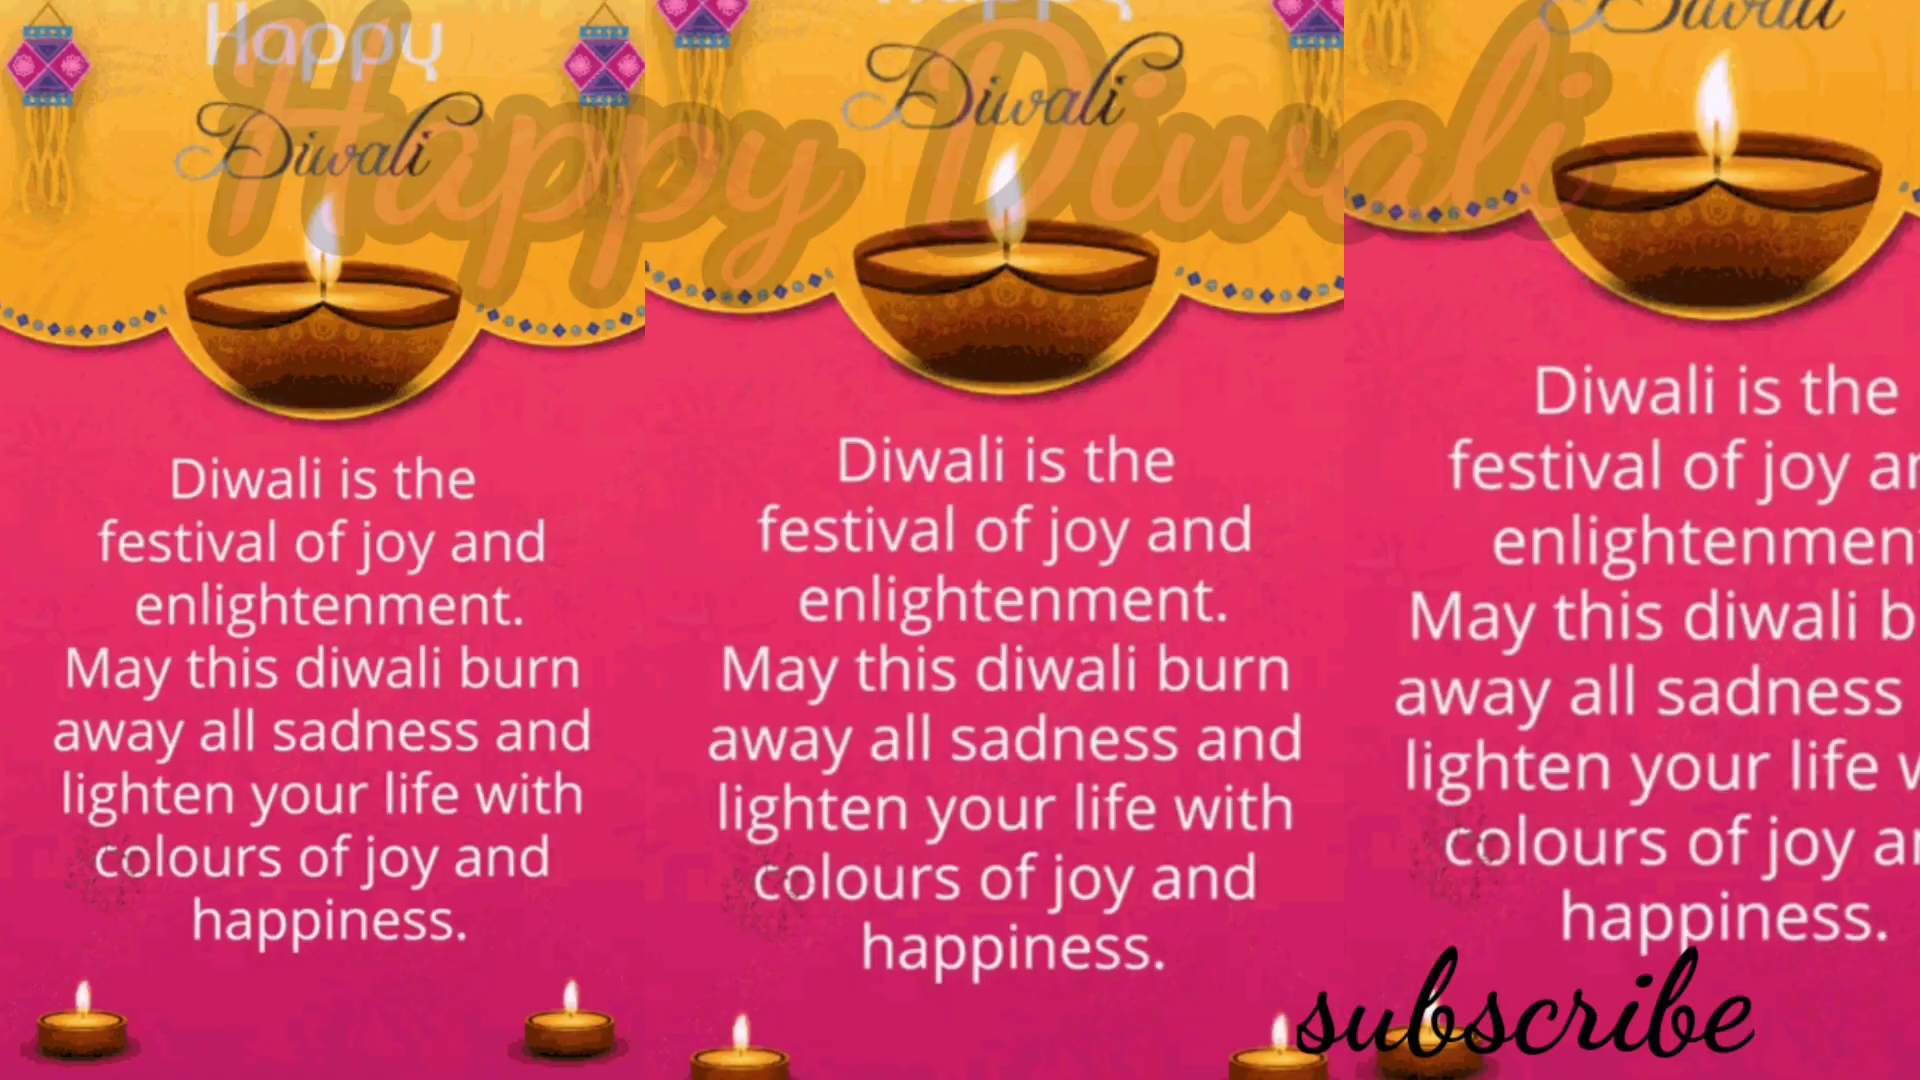 Happy Diwali
Happy
Diwali
Diwali is the
festival of joy and
enlightenment.
May this diwali burn
away all sadness and
lighten your life with
colours of joy and
happiness.
Happy
Diwali
Diwali is the
festival of joy and
enlightenment.
May this diwali burn
away all sadness and
lighten your life with
colours of joy and
happiness.
Diwali
Diwali is the
festival of joy
enlightenment
May this diwali
away all sadness
lighten your life
colours of joy
happiness.
subscribe